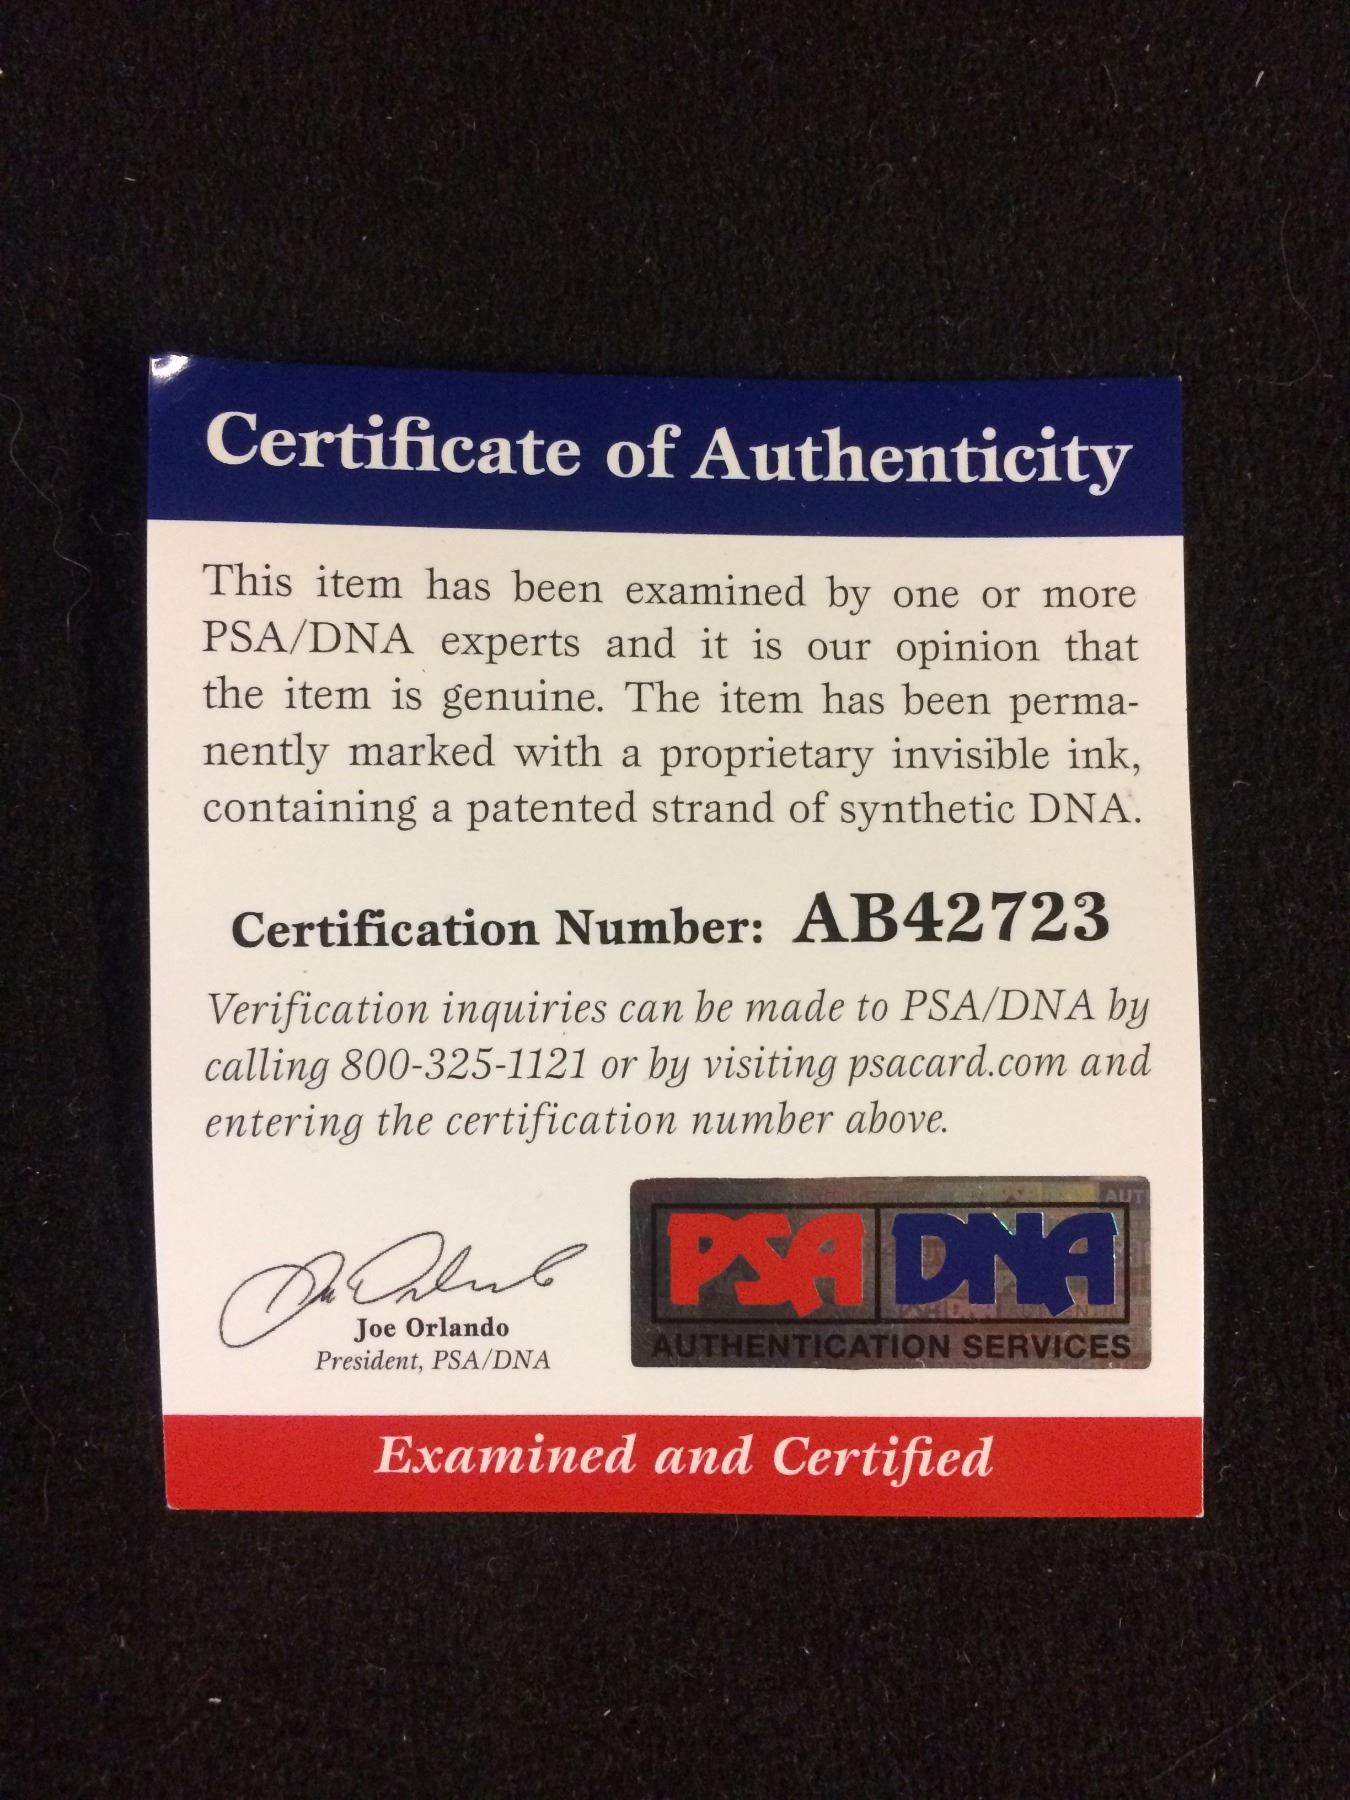 Certificate of Authenticity
This item has been examined by one or more
PSA/DNA experts and it is our opinion that
the item is genuine. The item has been perma-
nently marked with a proprietary invisible ink,
containing a patented strand of synthetic DNA.
Certification Number: AB42723
Verification inquiries can be made to PSA/DNA by
calling 800-325-1121 or by visiting psacard.com and
entering the certification number above.
Joe Orlando
President, PSA/DNA
AUT
PSA DNA
AUTHENTICATION SERVICES
Examined and Certified